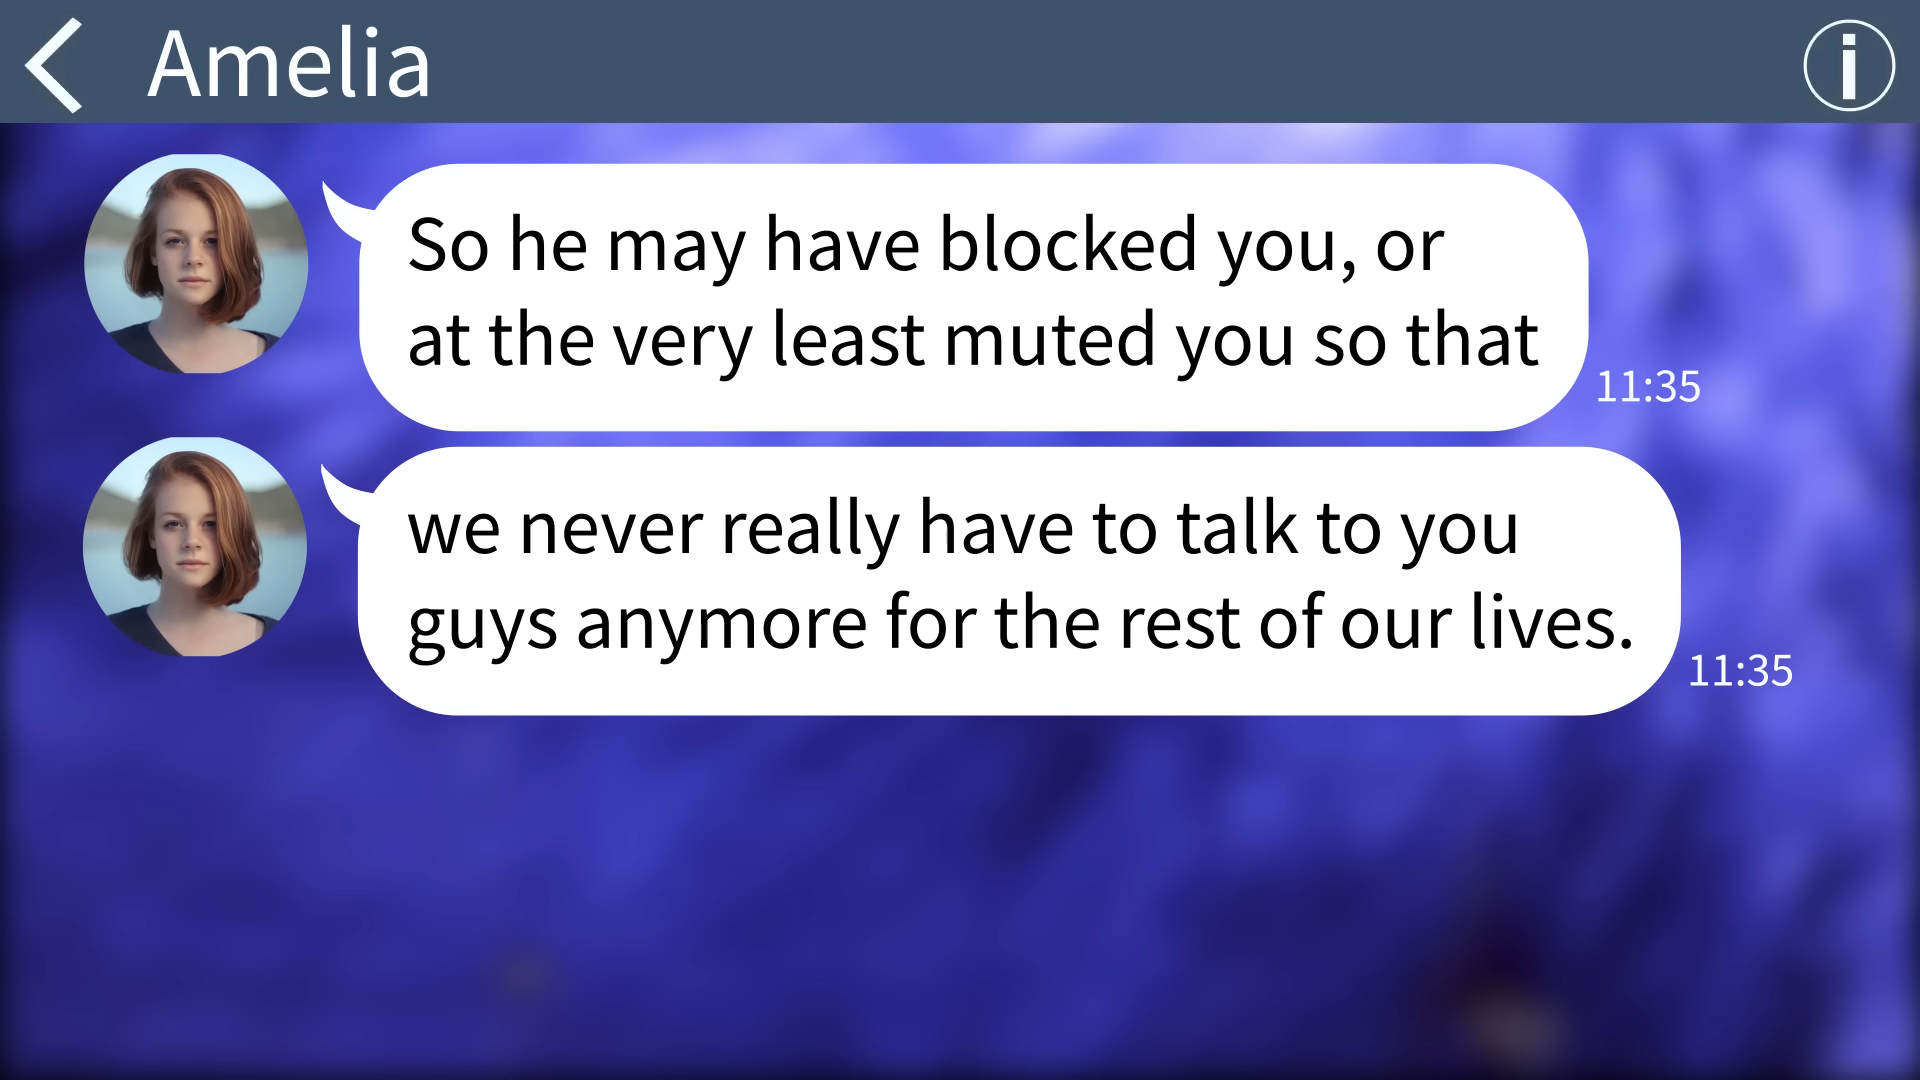 Amelia
So he may have blocked you, or
at the very least muted you so that
11:35
we never really have to talk to you
guys anymore for the rest of our lives.
11:35